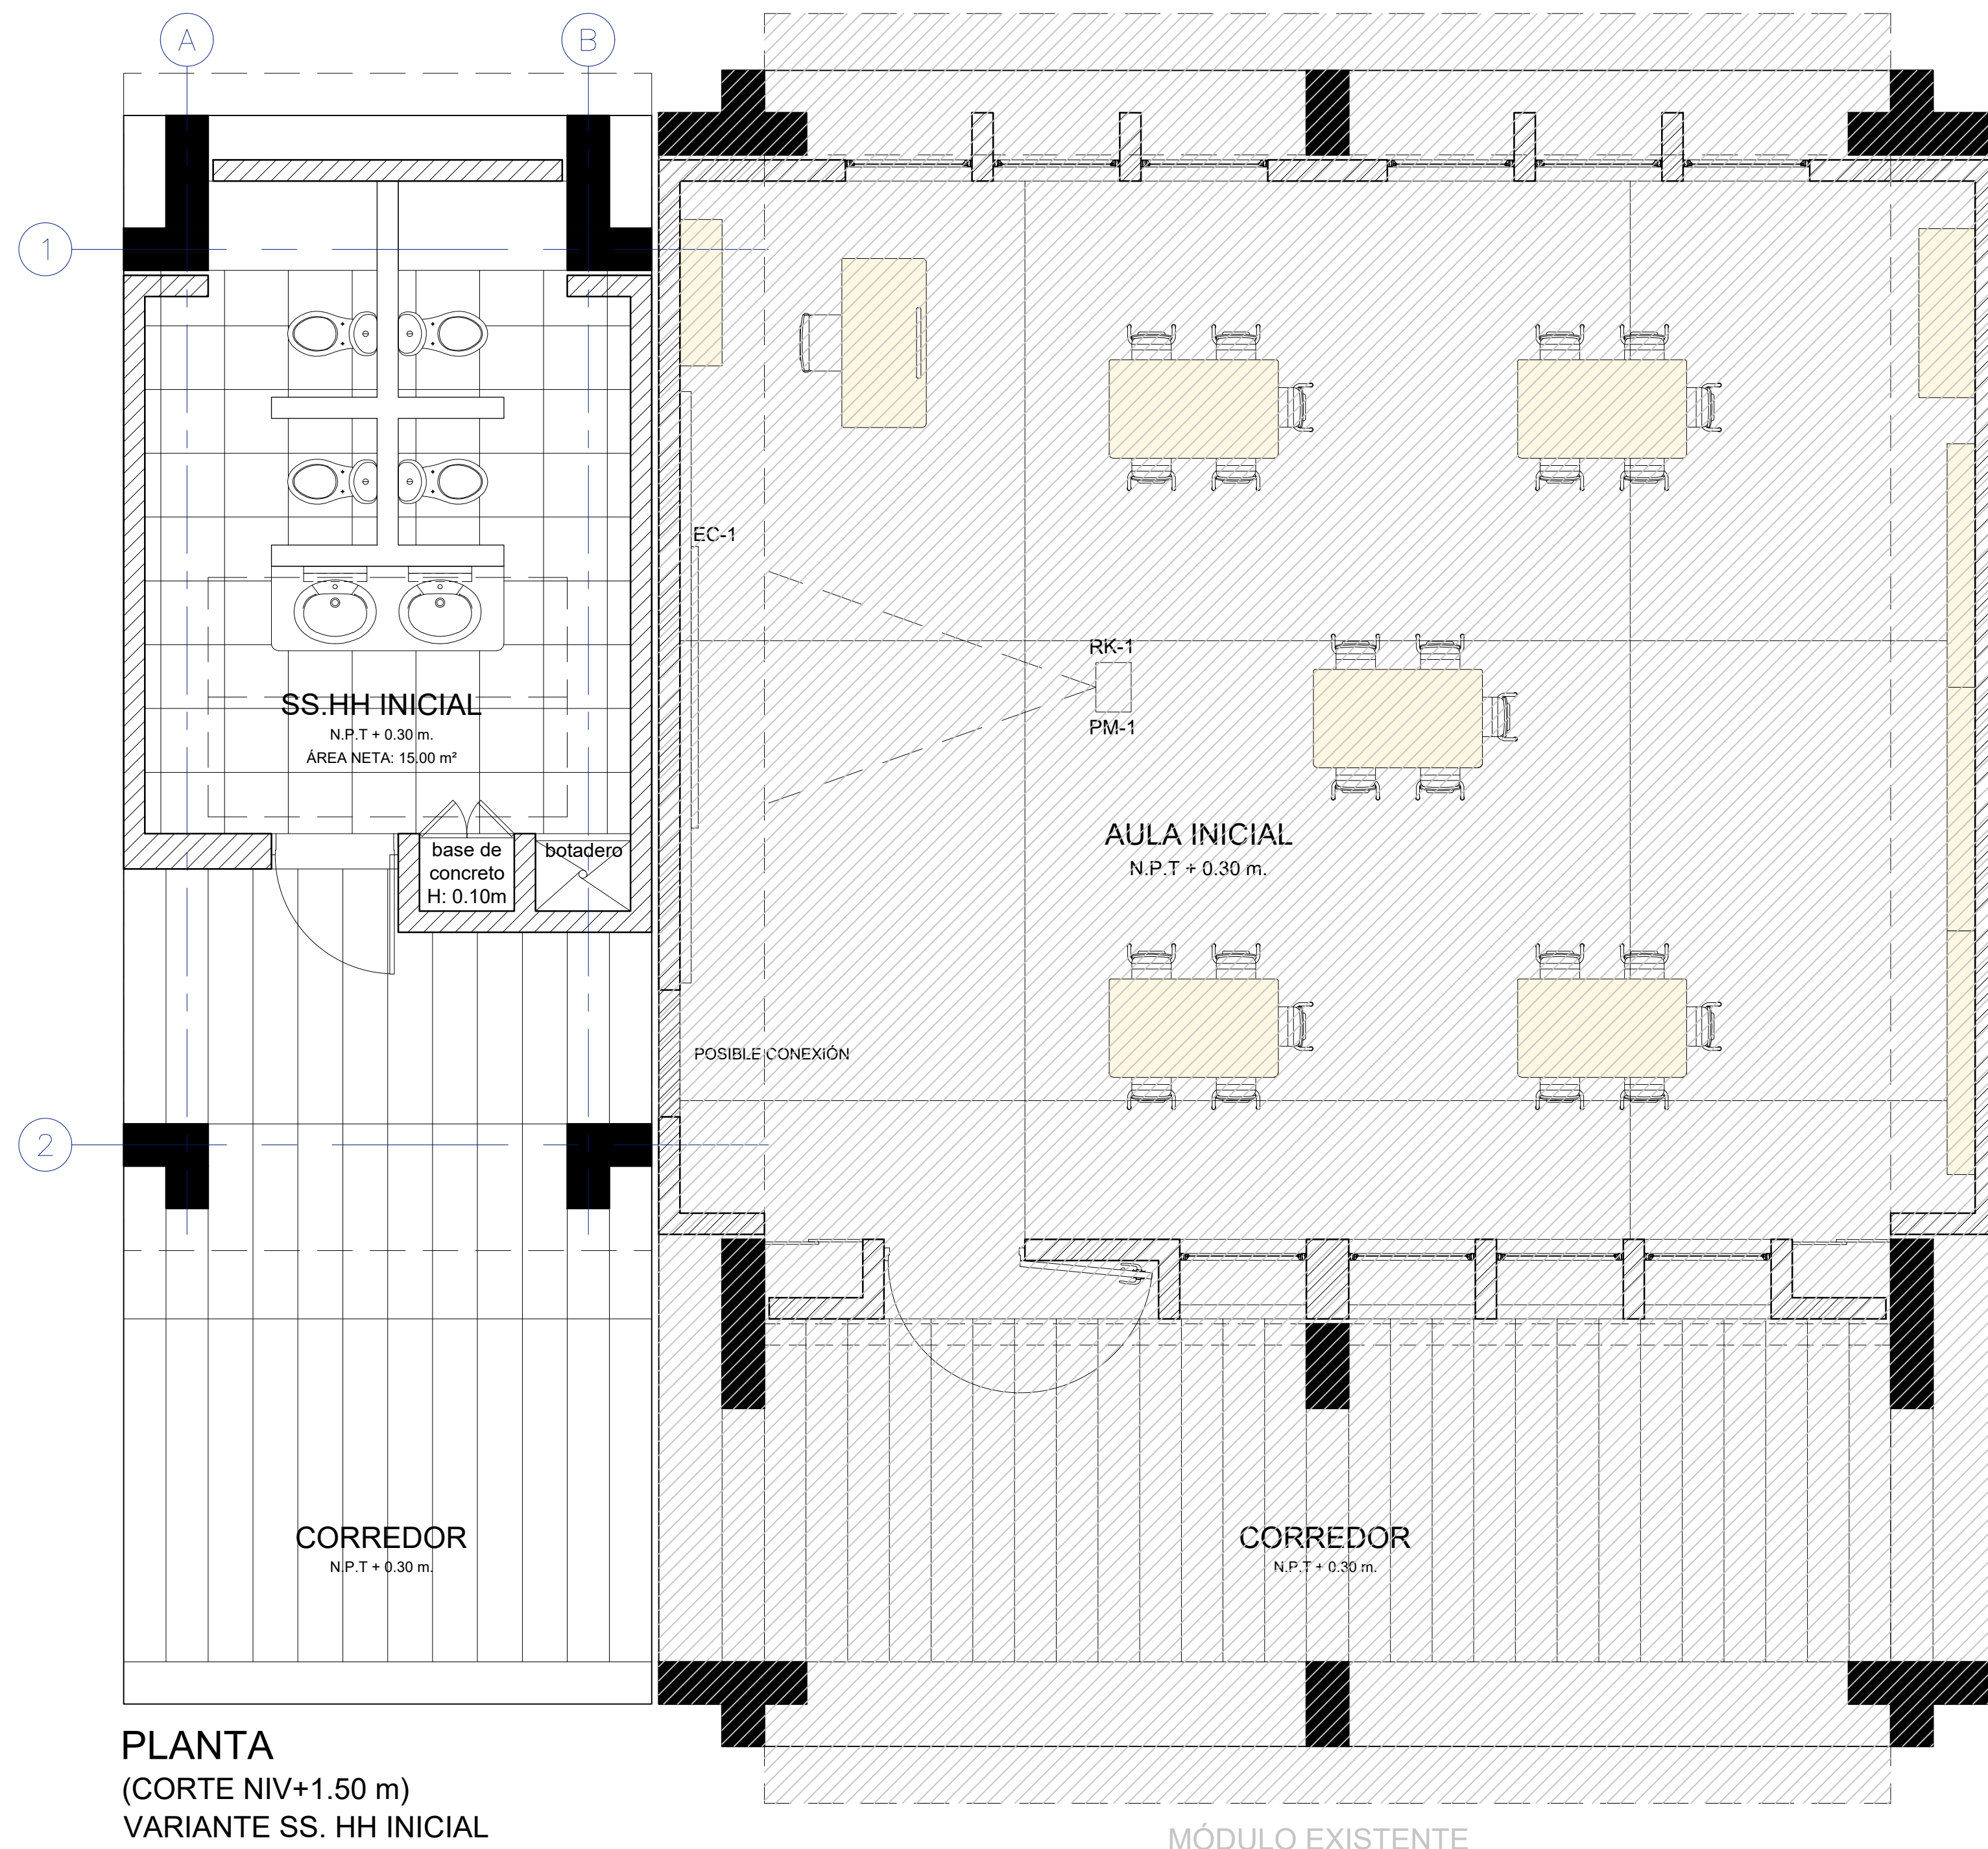 A
B
1
EC-1
RK-1
PM-1
SS.HH INICIAL
N.P.T + 0.30 m.
ÁREA NETA: 15.00 m²
AULA INICIAL
N.P.T + 0.30 m.
base de
concreto
H: 0.10m
botadero
POSIBLE CONEXIÓN
2
CORREDOR
N.P.T + 0.30 m.
CORREDOR
N.P.T + 0.30 m.
PLANTA
(CORTE NIV+1.50 m)
VARIANTE SS. HH INICIAL
MÓDULO EXISTENTE